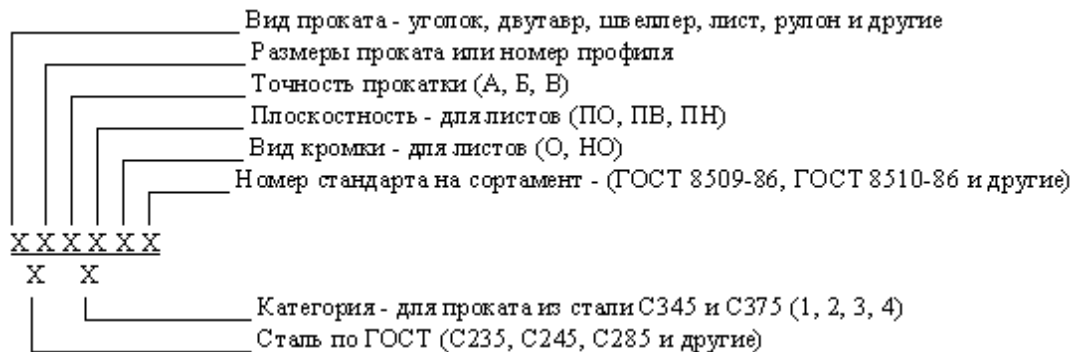 Вид проката - уголок, двутавр, швеллер, лист, рулон и другие
Размеры проката или номер профиля
Точность прокатки (А, Б, В)
Плоскостность - для листов (ПО, ПВ, ПН)
Вид кромки - для листов (О, НО)
Номер стандарта на сортамент - (ГОСТ 8509-86, ГОСТ 8510-86 и другие)
X X X X X X
X X
Категория - для проката из стали С345 и С375 (1, 2, 3, 4)
Сталь по ГОСТ (С235, С245, С285 и другие)